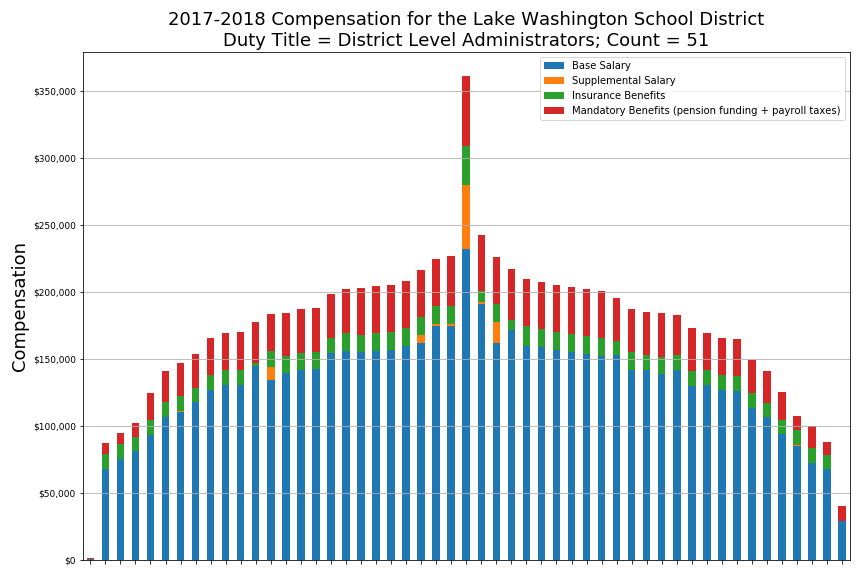 2017-2018 Compensation for the Lake Washington School District
Duty Title = District Level Administrators; Count = 51
Base Salary
Supplemental Salary
Insurance Benefits
Mandatory Benefits (pension funding + payroll taxes)
Compensation
$350,000
$300,000
$250,000
$200,000
$150,000
$100,000
$50,000
$0